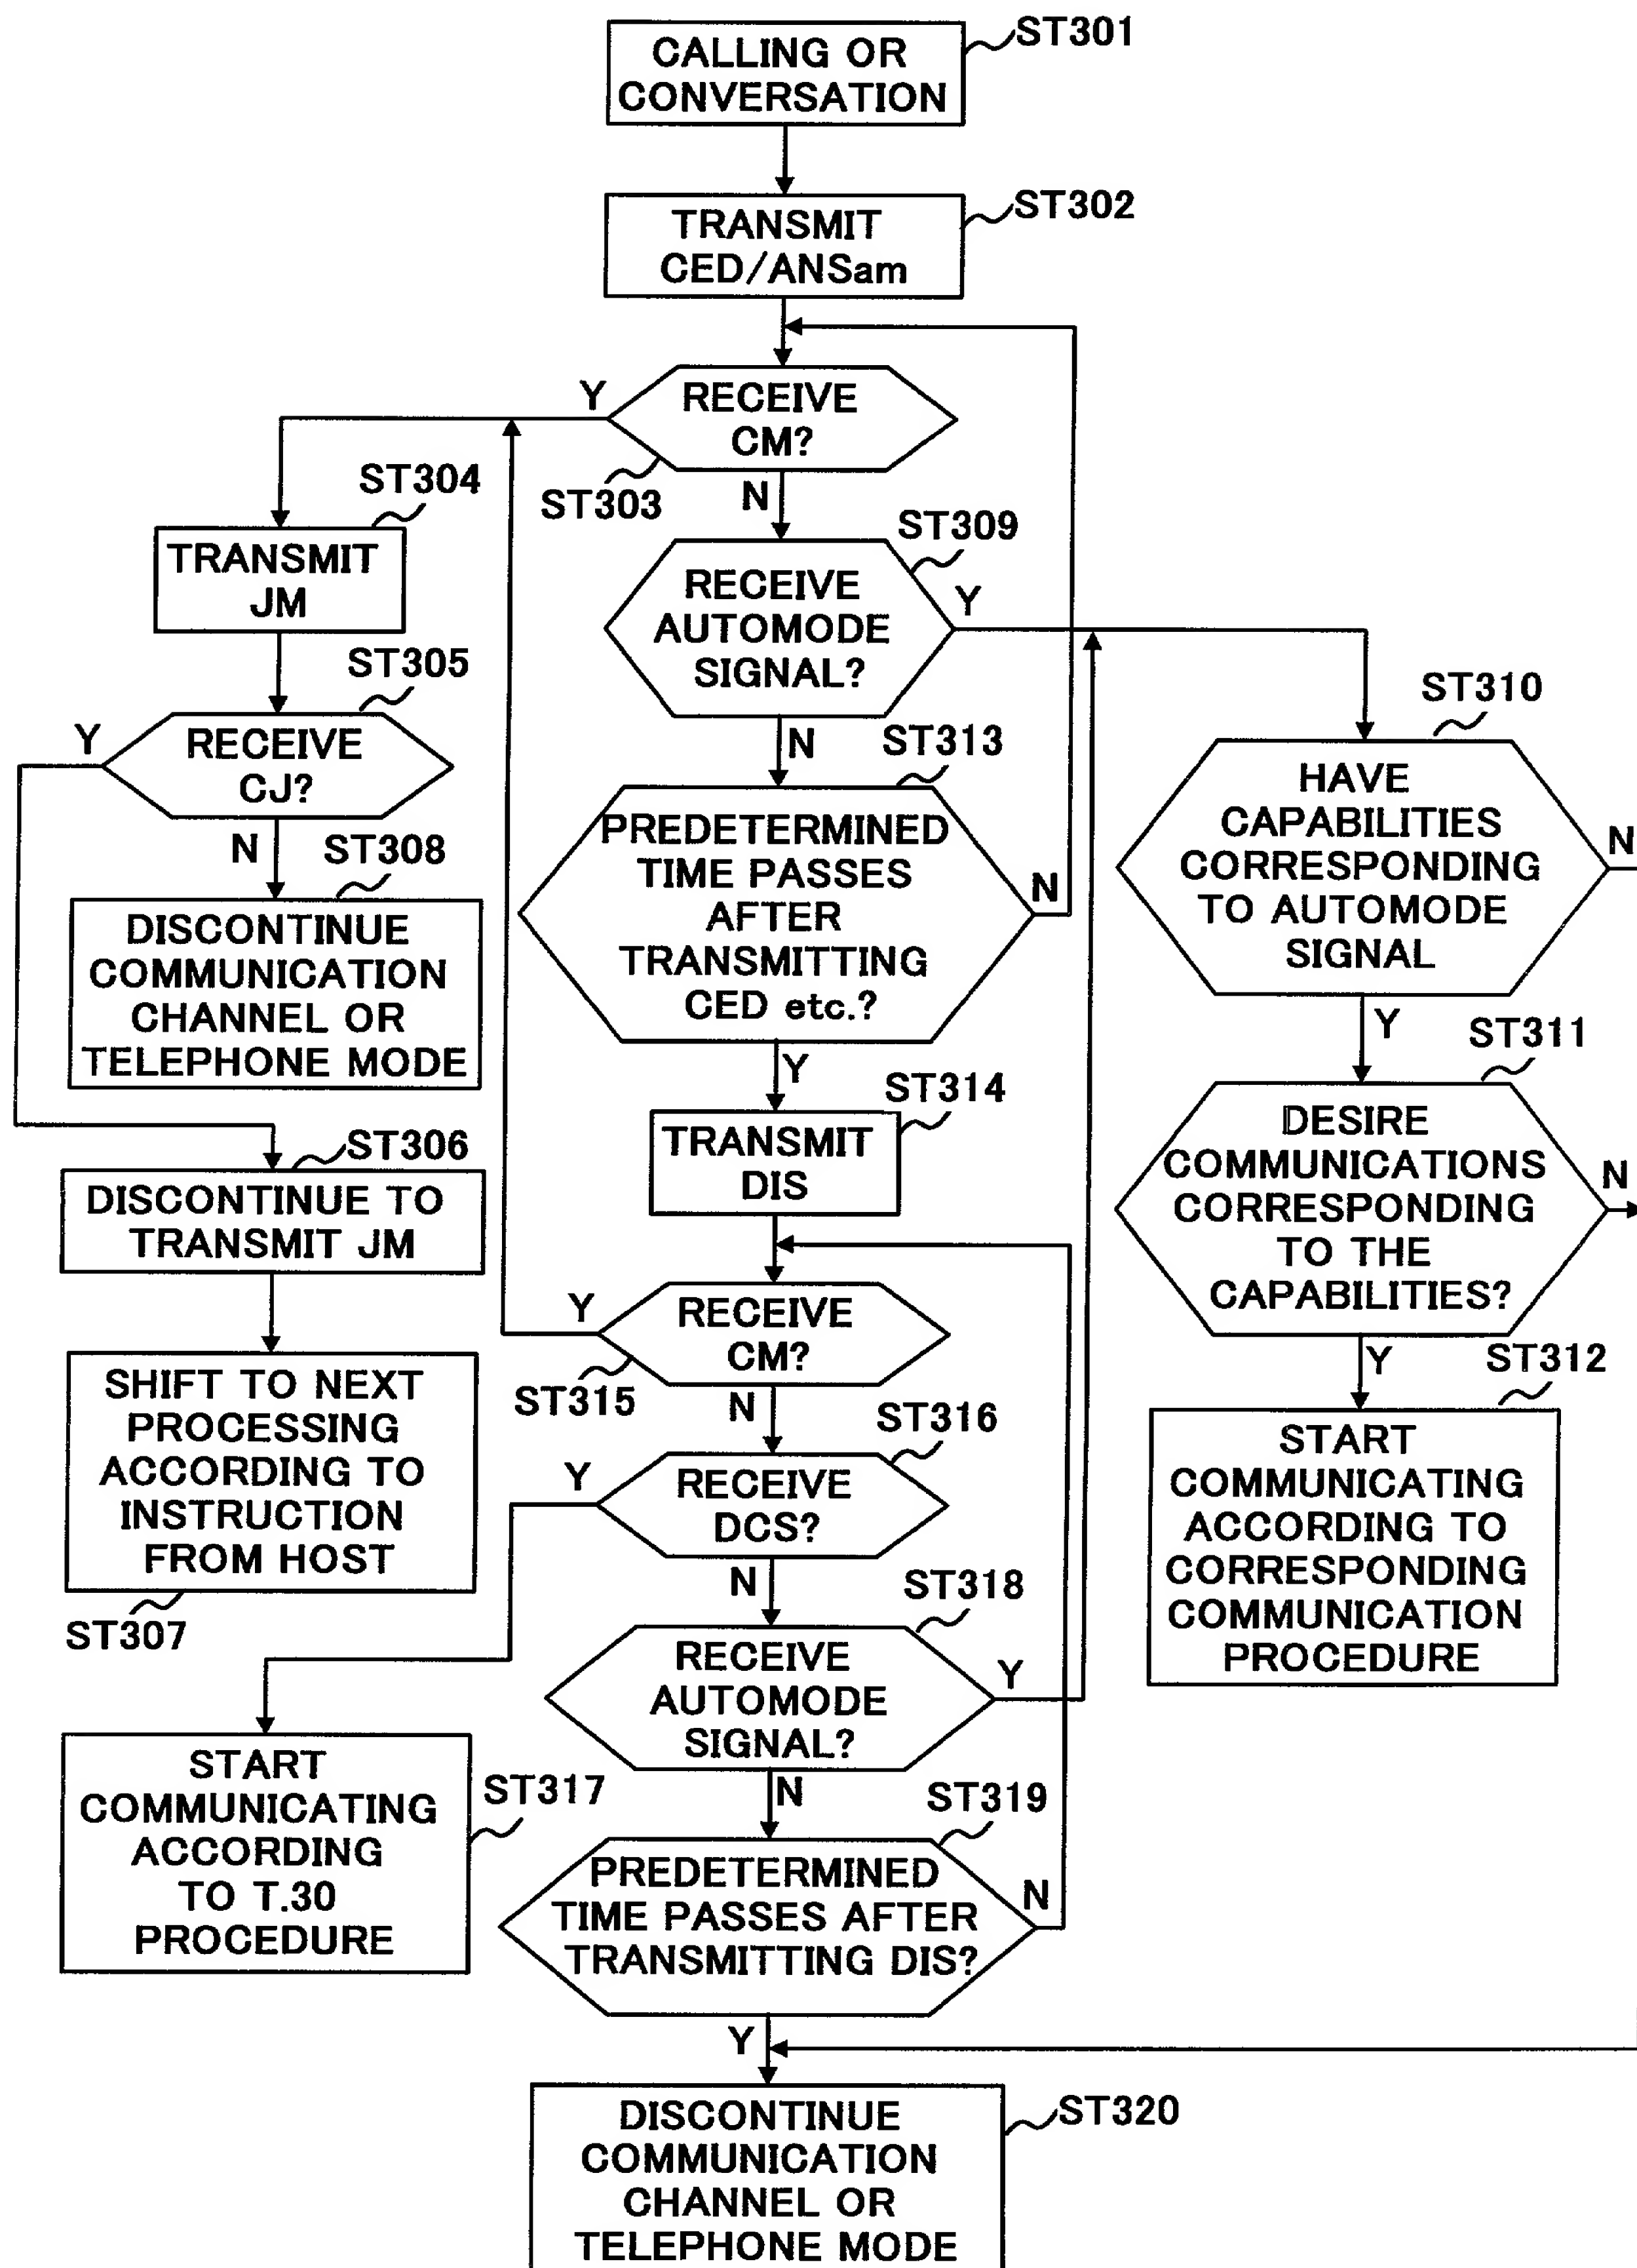 CALLING OR
CONVERSATION
ST301
TRANSMIT
CED/ANSam
ST302
RECEIVE
CM?
Y
N
ST303
ST304
TRANSMIT
JM
ST305
RECEIVE
CJ?
Y
N
ST308
DISCONTINUE
COMMUNICATION
CHANNEL OR
TELEPHONE MODE
ST306
DISCONTINUE TO
TRANSMIT JM
SHIFT TO NEXT
PROCESSING
ACCORDING TO
INSTRUCTION
FROM HOST
ST307
ST309
RECEIVE
AUTOMODE
SIGNAL?
Y
N
ST310
HAVE
CAPABILITIES
CORRESPONDING
TO AUTOMODE
SIGNAL
N
Y
ST311
DESIRE
COMMUNICATIONS
CORRESPONDING
TO THE
CAPABILITIES?
N
Y
ST312
START
COMMUNICATING
ACCORDING TO
CORRESPONDING
COMMUNICATION
PROCEDURE
ST313
PREDETERMINED
TIME PASSES
AFTER
TRANSMITTING
CED etc.?
N
Y
ST314
TRANSMIT
DIS
RECEIVE
CM?
Y
N
ST315
ST316
RECEIVE
DCS?
Y
N
START
COMMUNICATING
ACCORDING
TO T.30
PROCEDURE
ST317
ST318
RECEIVE
AUTOMODE
SIGNAL?
Y
N
ST319
PREDETERMINED
TIME PASSES AFTER
TRANSMITTING DIS?
N
Y
DISCONTINUE
COMMUNICATION
CHANNEL OR
TELEPHONE MODE
ST320